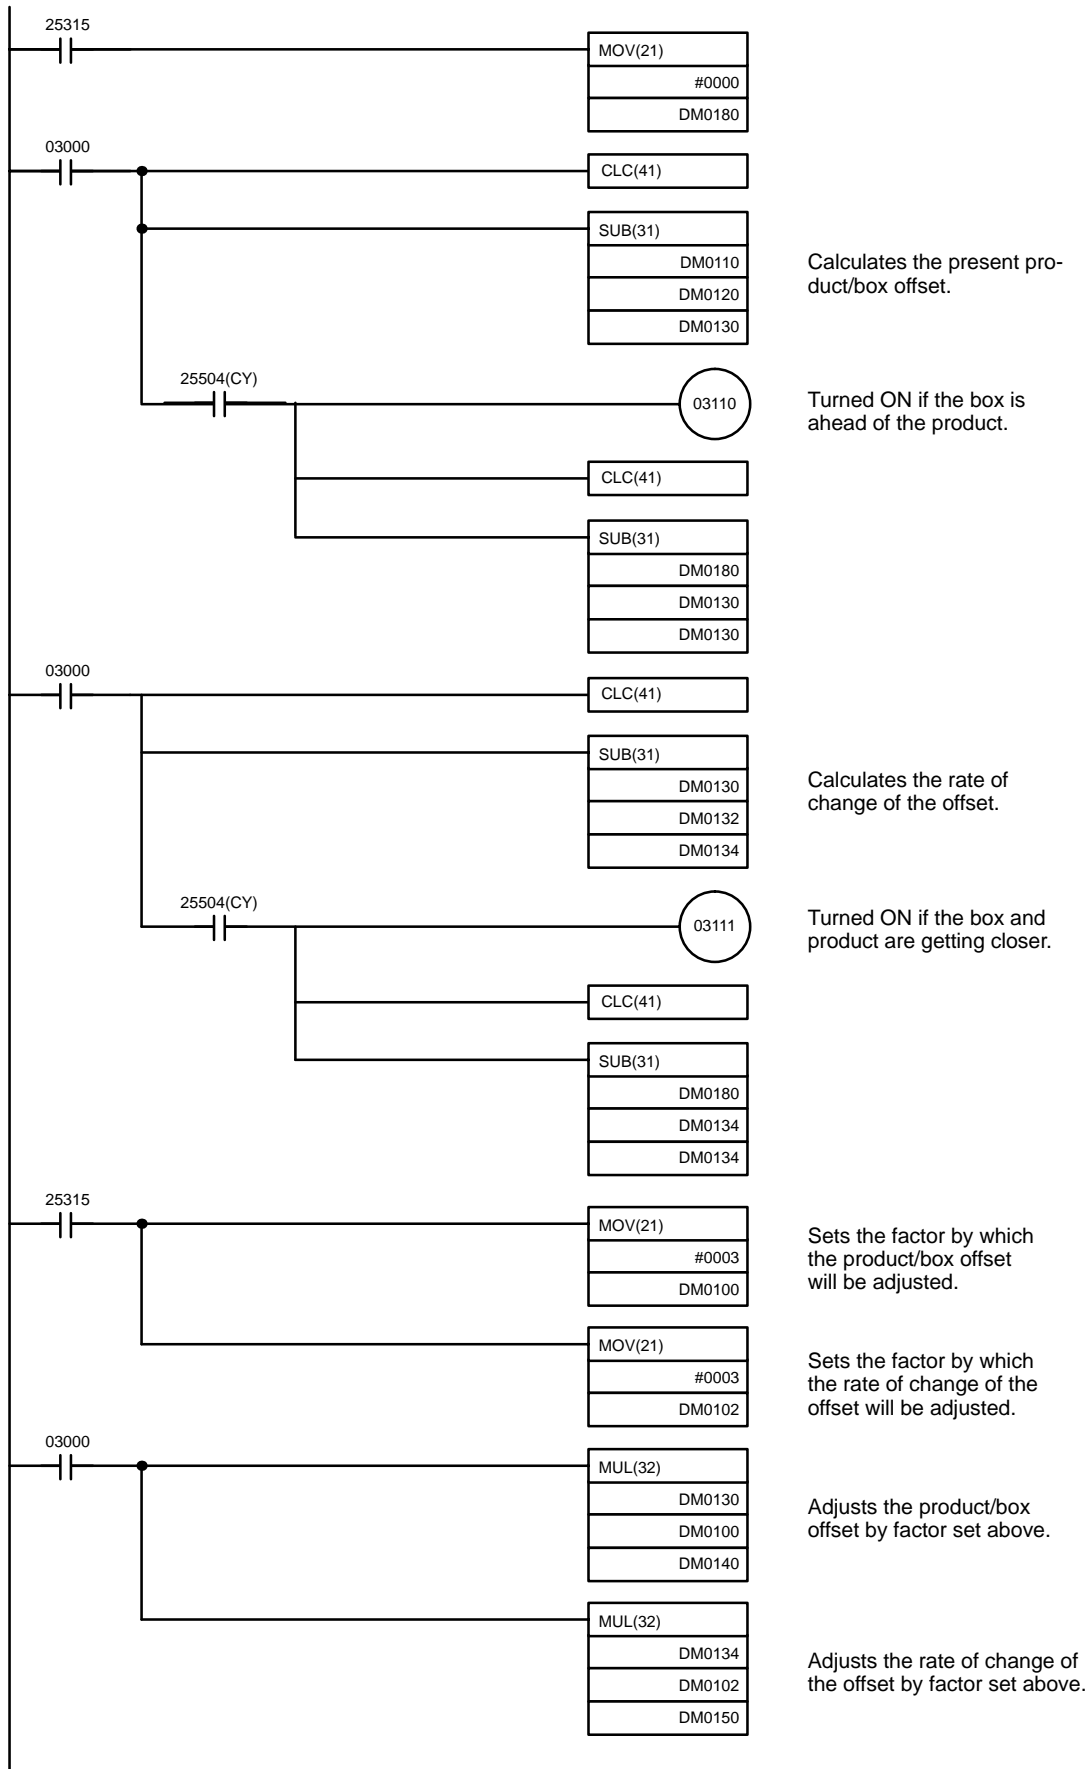 25315
MOV(21)
#0000
DM0180
03000
CLC(41)
SUB(31)
DM0110
DM0120
DM0130
Calculates the present pro-
duct/box offset.
25504(CY)
03110
Turned ON if the box is
ahead of the product.
CLC(41)
SUB(31)
DM0180
DM0130
DM0130
03000
CLC(41)
SUB(31)
DM0130
DM0132
DM0134
Calculates the rate of
change of the offset.
25504(CY)
03111
Turned ON if the box and
product are getting closer.
CLC(41)
SUB(31)
DM0180
DM0134
DM0134
25315
MOV(21)
#0003
DM0100
Sets the factor by which
the product/box offset
will be adjusted.
MOV(21)
#0003
DM0102
Sets the factor by which
the rate of change of the
offset will be adjusted.
03000
MUL(32)
DM0130
DM0100
DM0140
Adjusts the product/box
offset by factor set above.
MUL(32)
DM0134
DM0102
DM0150
Adjusts the rate of change of
the offset by factor set above.